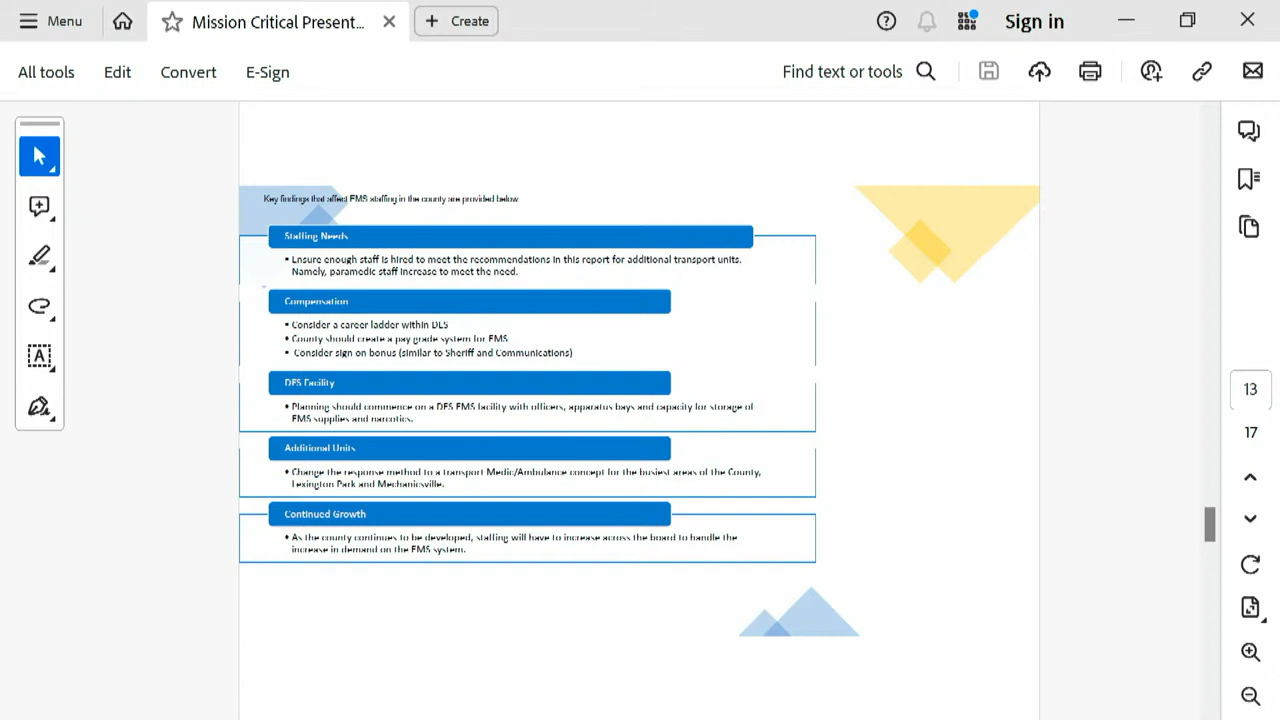 Menu
Mission Critical Present...
Create
Sign in
All tools
Edit
Convert
E-Sign
Find text or tools
Key findings that affect EMS staffing in the county are provided below
Staffing Needs
• Ensure enough staff is hired to meet the recommendations in this report for additional transport units.
Namely, paramedic staff increase to meet the need.
Compensation
• Consider a career ladder within DES
• County should create a pay grade system for EMS
• Consider sign on bonus (similar to Sheriff and Communications)
DES Facility
• Planning should commence on a DES EMS facility with officers, apparatus bays and capacity for storage of
EMS supplies and narcotics.
Additional Units
• Change the response method to a transport Medic/Ambulance concept for the busiest areas of the County,
Lexington Park and Mechanicsville.
Continued Growth
• As the county continues to be developed, staffing will have to increase across the board to handle the
increase in demand on the EMS system.
13
17